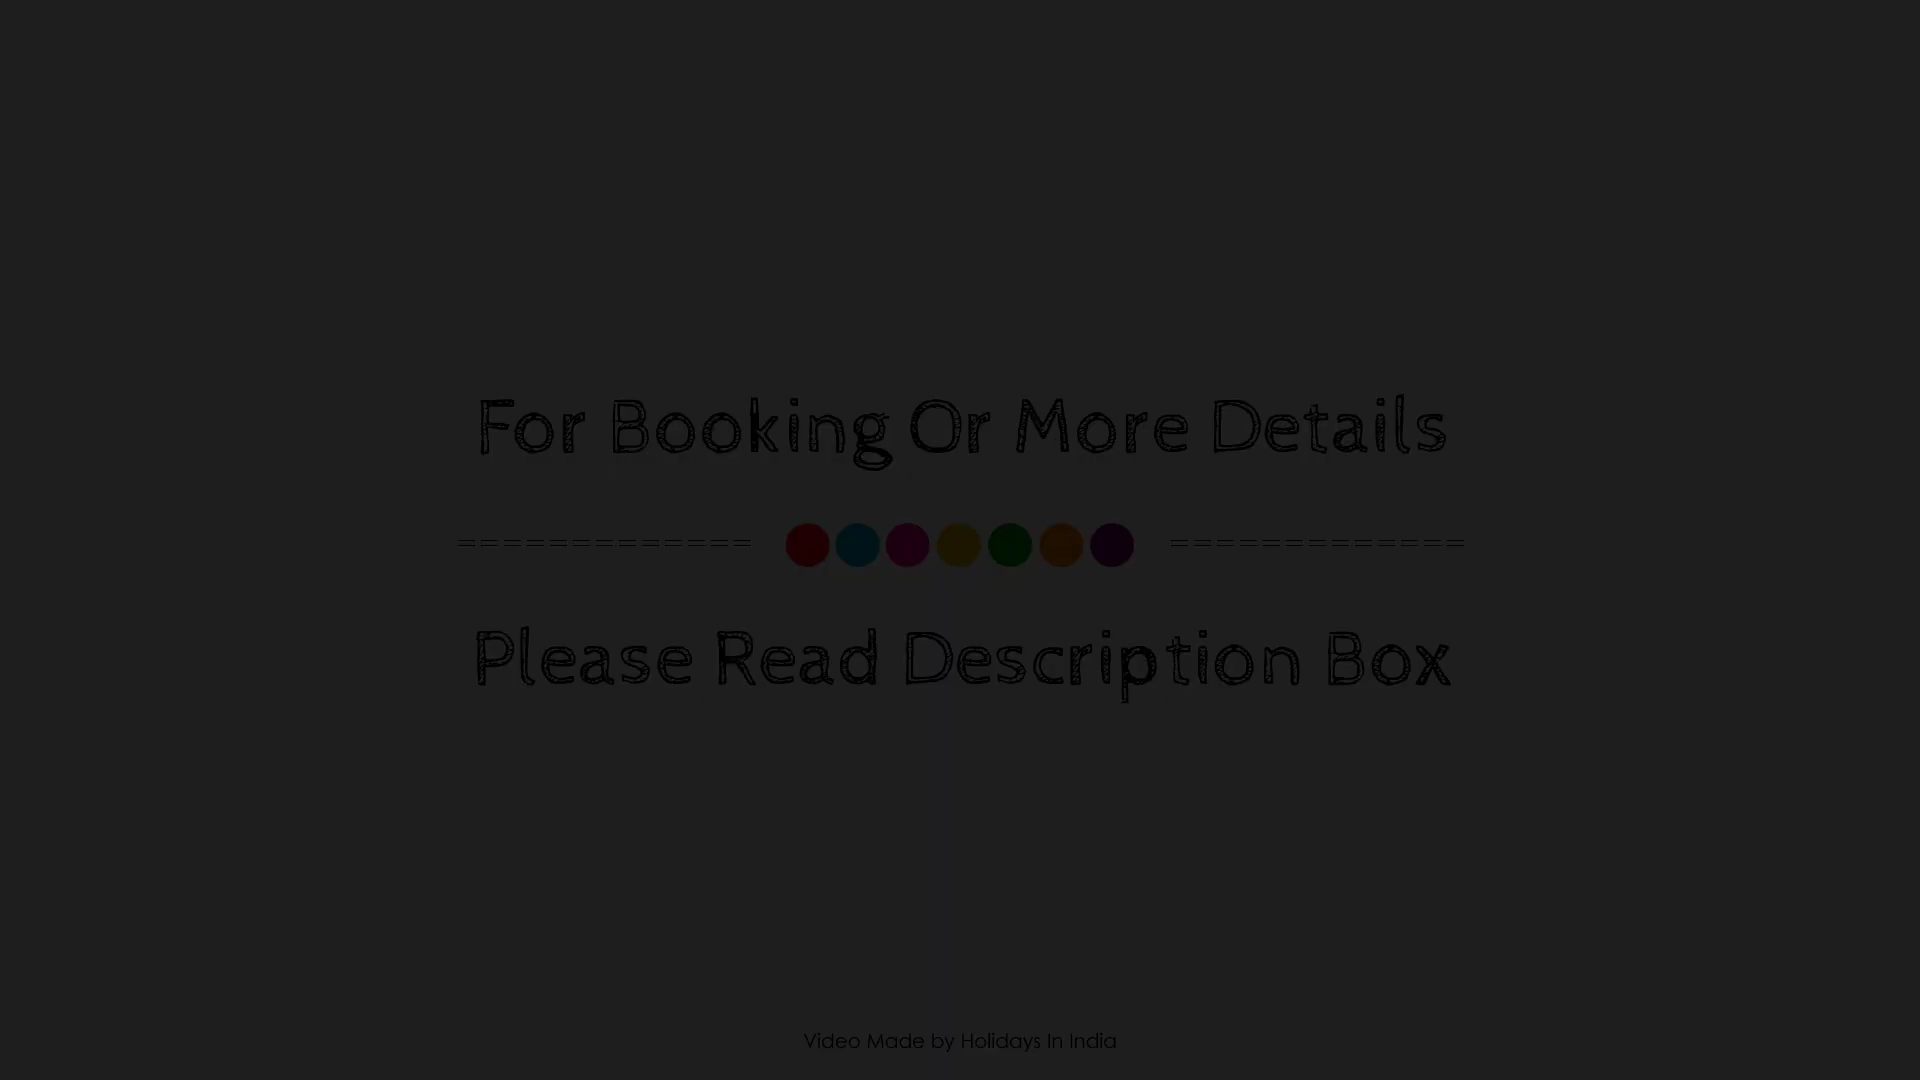 For Booking Or More Details
============= =============
Please Read Description Box
Video Made by Holidays In India